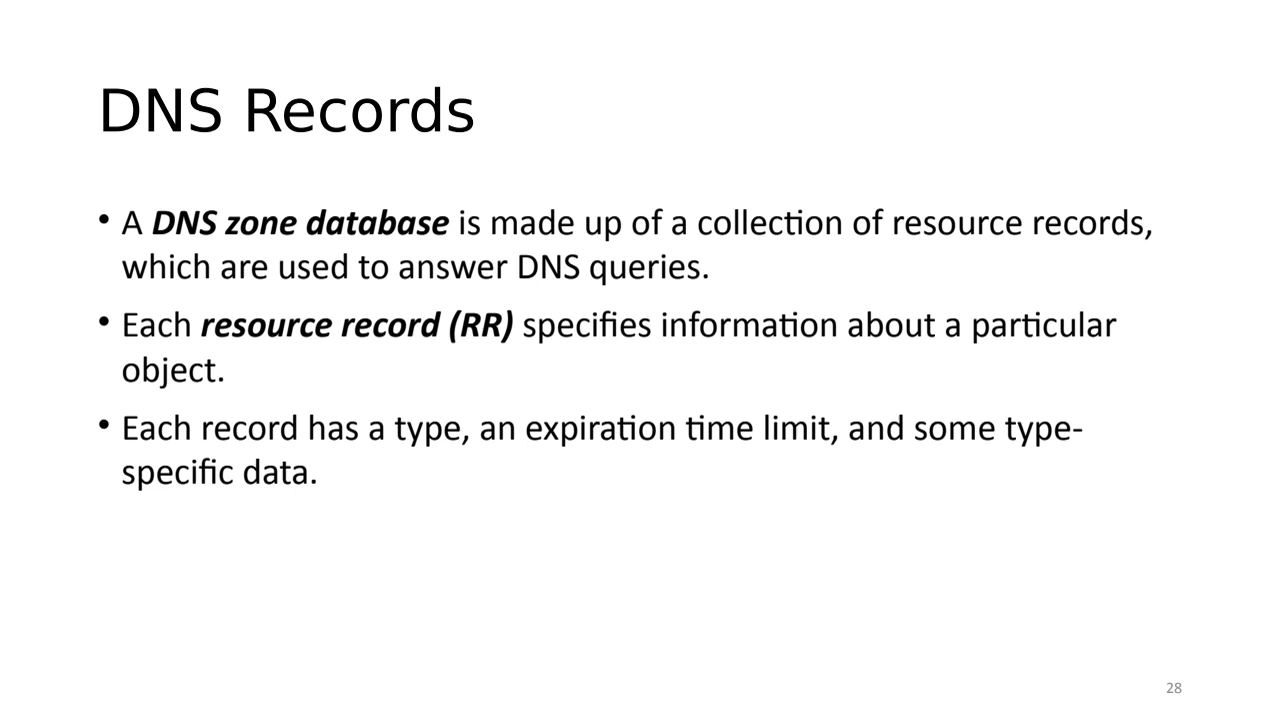 DNS Records
• A DNS zone database is made up of a collection of resource records,
which are used to answer DNS queries.
• Each resource record (RR) specifies information about a particular
object.
• Each record has a type, an expiration time limit, and some type-
specific data.
28